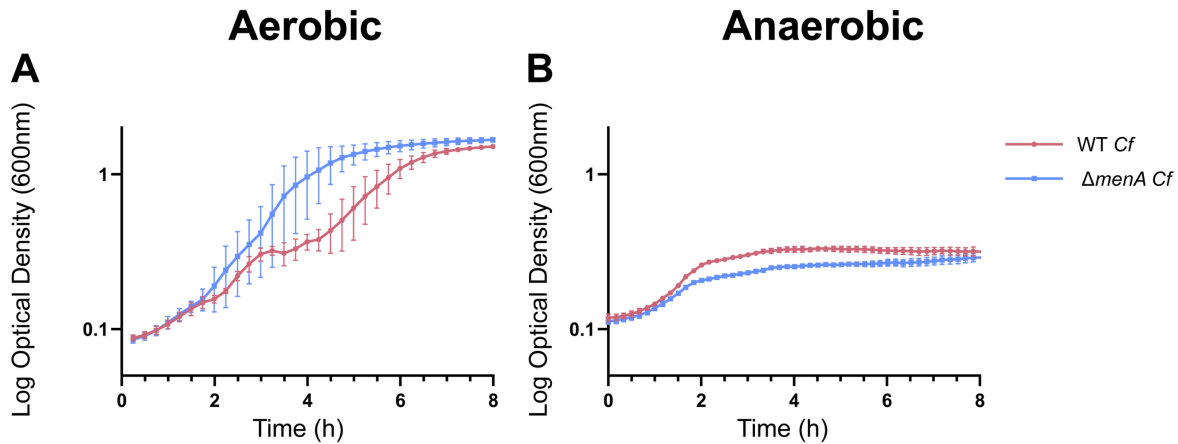 Aerobic
Anaerobic
A
Log Optical Density (600nm)
1
0.1
0 2 4 6 8
Time (h)
B
Log Optical Density (600nm)
1
0.1
0 2 4 6 8
Time (h)
WT Cf
ΔmenA Cf